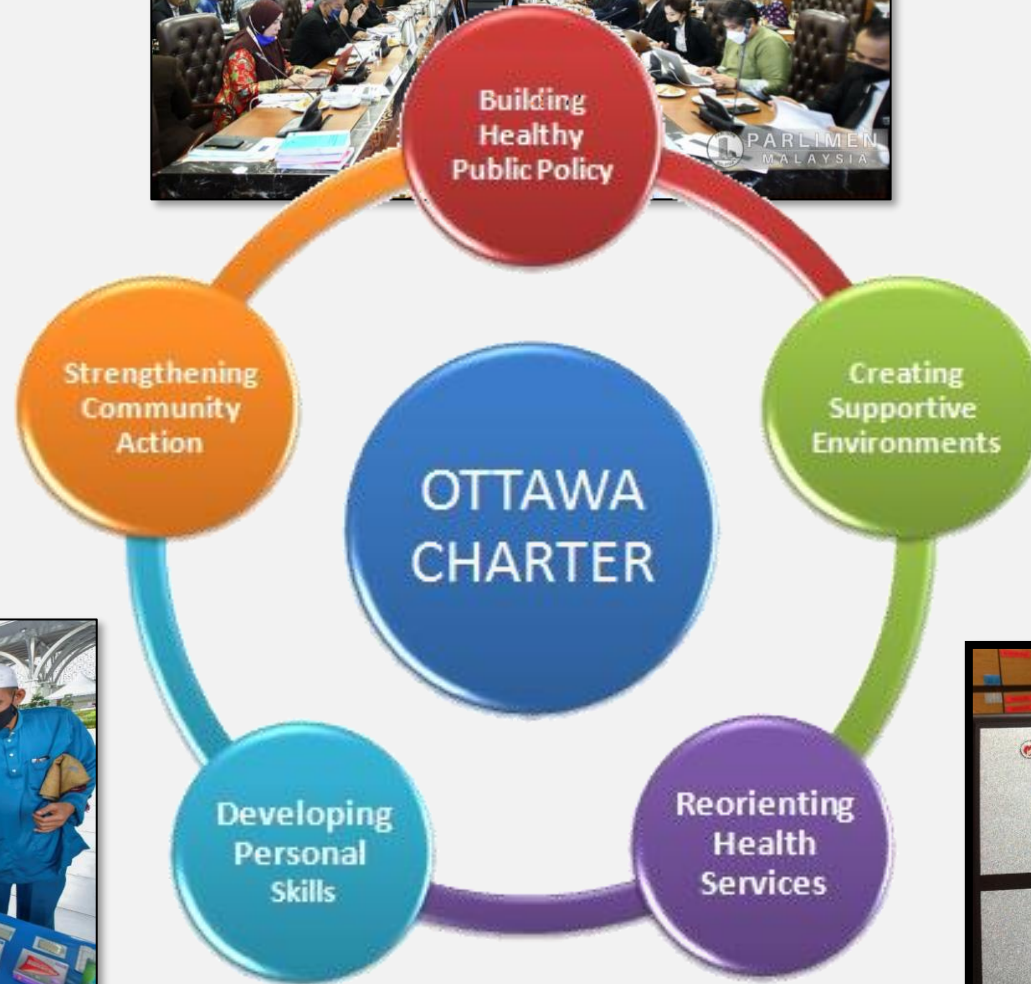 PARLIMEN
MALAYSIA
Building
Healthy
Public Policy
Strengthening
Community
Action
Creating
Supportive
Environments
OTTAWA
CHARTER
Developing
Personal
Skills
Reorienting
Health
Services